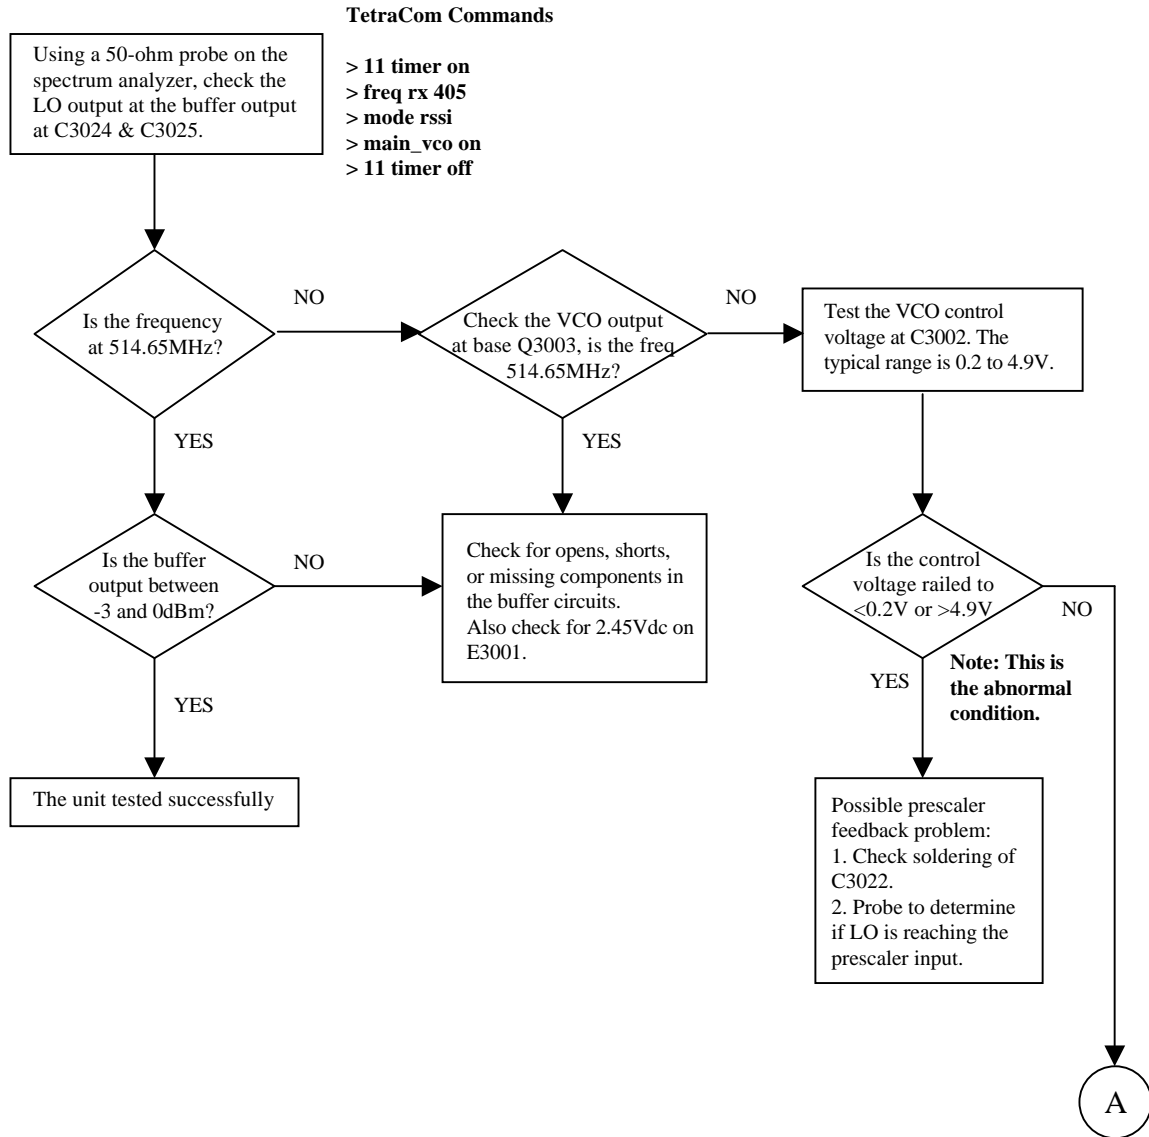 TetraCom Commands
Using a 50-ohm probe on the
spectrum analyzer, check the
LO output at the buffer output
at C3024 & C3025.
> 11 timer on
> freq rx 405
> mode rssi
> main_vco on
> 11 timer off
Is the frequency
at 514.65MHz?
NO
Check the VCO output
at base Q3003, is the freq
514.65MHz?
NO
Test the VCO control
voltage at C3002. The
typical range is 0.2 to 4.9V.
YES
YES
Is the buffer
output between
-3 and 0dBm?
NO
Check for opens, shorts,
or missing components in
the buffer circuits.
Also check for 2.45Vdc on
E3001.
Is the control
voltage railed to
<0.2V or >4.9V
NO
YES
Note: This is
the abnormal
condition.
YES
The unit tested successfully
Possible prescaler
feedback problem:
1. Check soldering of
C3022.
2. Probe to determine
if LO is reaching the
prescaler input.
A